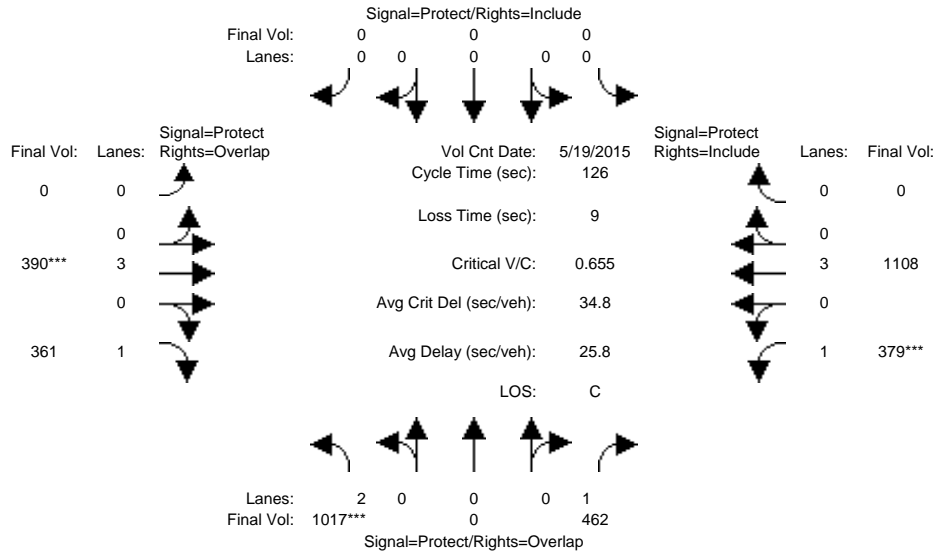 Signal=Protect/Rights=Include
Final Vol: 0 0 0
Lanes: 0 0 0 0 0
Signal=Protect Signal=Protect
Final Vol: Lanes: Rights=Overlap Vol Cnt Date: 5/19/2015 Rights=Include Lanes: Final Vol:
Cycle Time (sec): 126
0 0 0 0
Loss Time (sec): 9
0 0
390*** 3 Critical V/C: 0.655 3 1108
0 Avg Crit Del (sec/veh): 34.8 0
361 1 Avg Delay (sec/veh): 25.8 1 379***
LOS: C
Lanes: 2 0 0 0 1
Final Vol: 1017*** 0 462
Signal=Protect/Rights=Overlap